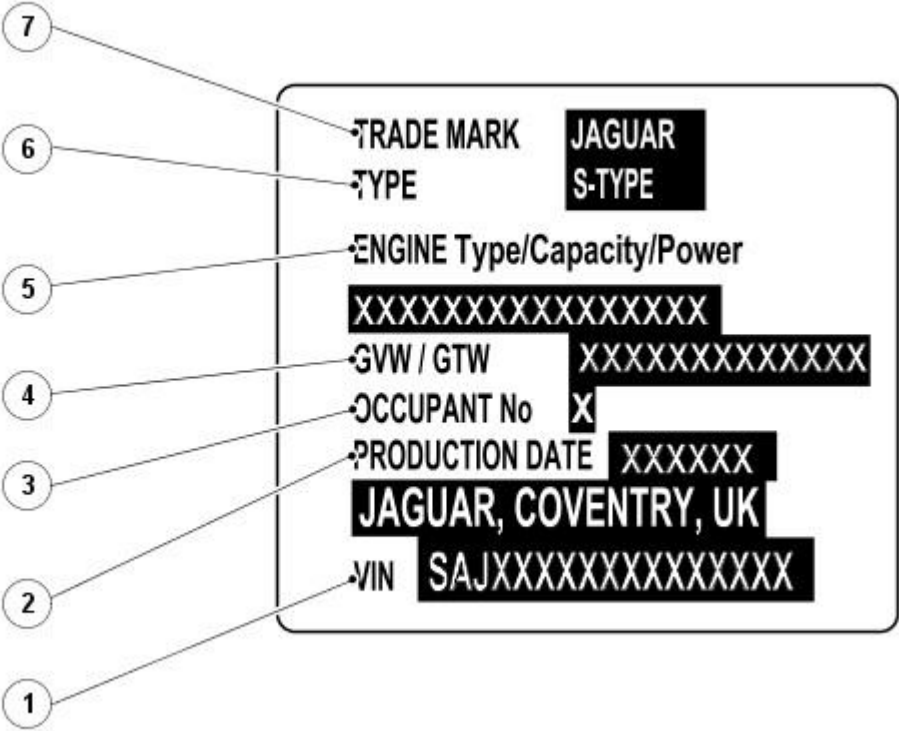 7
TRADE MARK JAGUAR
6
TYPE S-TYPE
ENGINE Type/Capacity/Power
5
XXXXXXXXXXXXXXXXX
GVW / GTW XXXXXXXXXXXXX
4
OCCUPANT No X
PRODUCTION DATE XXXXXX
3
JAGUAR, COVENTRY, UK
VIN SAJXXXXXXXXXXXXXX
2
1